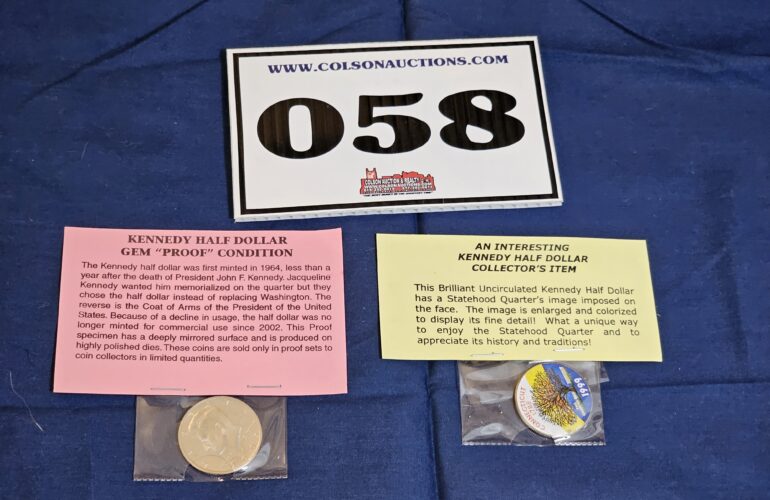 WWW.COLSONAUCTIONS.COM
058
COLSON AUCTION & REALTY
KENNEDY HALF DOLLAR
GEM "PROOF" CONDITION
The Kennedy half dollar was first minted in 1964, less than a
year after the death of President John F. Kennedy. Jacqueline
Kennedy wanted him memorialized on the quarter but they
chose the half dollar instead of replacing Washington. The
reverse is the Coat of Arms of the President of the United
States. Because of a decline in usage, the half dollar was no
longer minted for commercial use since 2002. This Proof
specimen has a deeply mirrored surface and is produced on
highly polished dies. These coins are sold only in proof sets to
coin collectors in limited quantities.
AN INTERESTING
KENNEDY HALF DOLLAR
COLLECTOR'S ITEM
This Brilliant Uncirculated Kennedy Half Dollar
has a Statehood Quarter's image imposed on
the face. The image is enlarged and colorized
to display its fine detail! What a unique way
to enjoy the Statehood Quarter and to
appreciate its history and traditions!
CONNECTICUT
1999